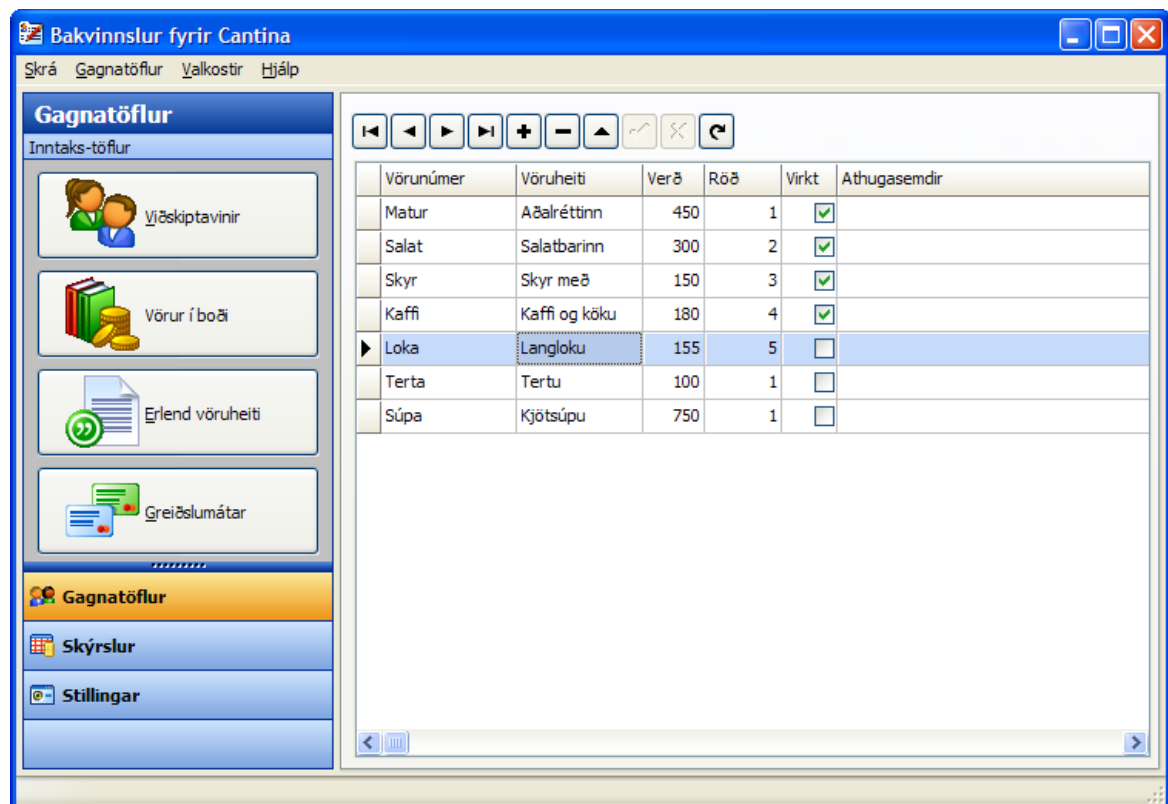 Bakvinnslur fyrir Cantina
Skrá Gagnatöflur Valkostir Hjálp
Gagnatöflur
Inntaks-töflur
Viðskiptavinir
Vörur í boði
Erlend vöruheiti
Greiðslumátar
Gagnatöflur
Skýrslur
Stillingar
Vörunúmer Vöruheiti Verð Röð Virkt Athugasemdir
Matur Aðalréttinn 450 1
Salat Salatbarinn 300 2
Skyr Skyr með 150 3
Kaffi Kaffi og köku 180 4
Loka Langloku 155 5
Terta Tertu 100 1
Súpa Kjötsúpu 750 1